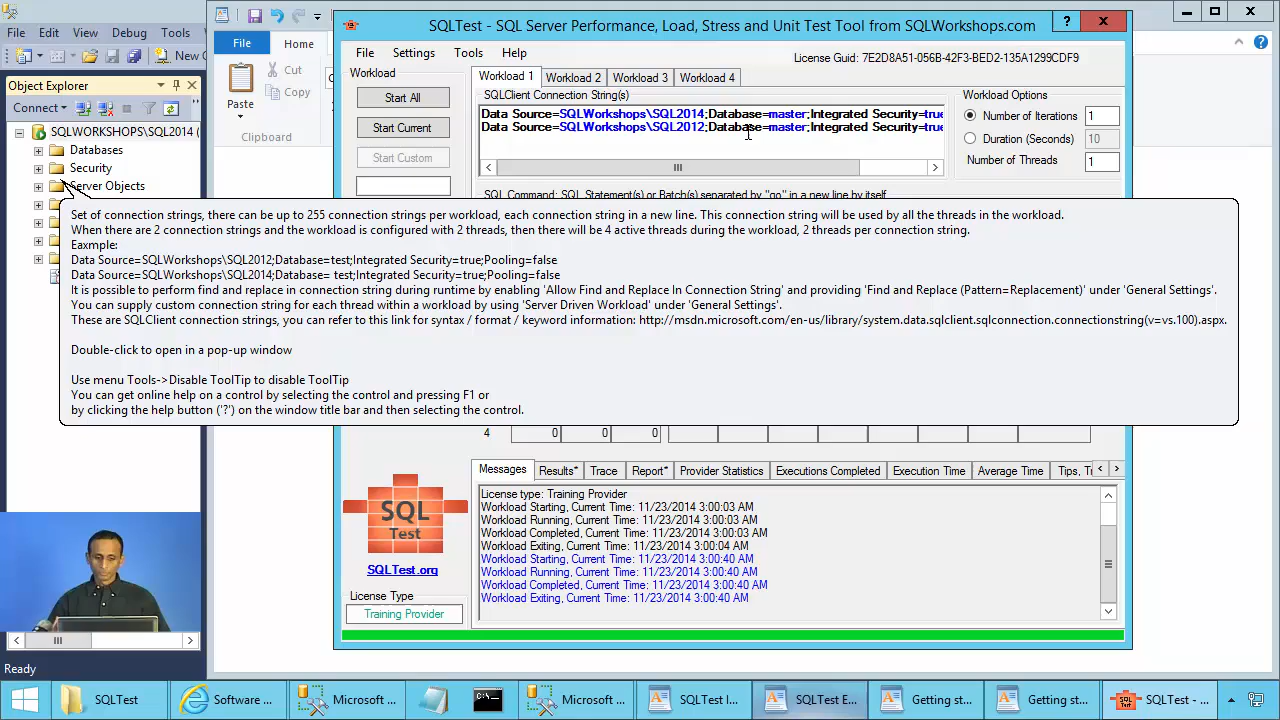 SQLTest - SQL Server Performance, Load, Stress and Unit Test Tool from SQLWorkshops.com
?
File Edit View Debug Tools
File Home
File Settings Tools Help
License Guid: 7E2D8A51-056B-42F3-BED2-135A1299CDF9
New
Cut
Copy
Paste
Clipboard
Object Explorer
Connect
SQLWORKSHOPS\SQL2014 (
Databases
Security
Server Objects
Workload
Start All
Start Current
Start Custom
Workload 1 Workload 2 Workload 3 Workload 4
SQLClient Connection String(s)
Data Source=SQLWorkshops\SQL2014;Database=master;Integrated Security=true
Data Source=SQLWorkshops\SQL2012;Database=master;Integrated Security=true
Workload Options
Number of Iterations 1
Duration (Seconds) 10
Number of Threads 1
SQL Command: SQL Statement(s) or Batch(s) separated by "go" in a new line by itself
Set of connection strings, there can be up to 255 connection strings per workload, each connection string in a new line. This connection string will be used by all the threads in the workload.
When there are 2 connection strings and the workload is configured with 2 threads, then there will be 4 active threads during the workload, 2 threads per connection string.
Example:
Data Source=SQLWorkshops\SQL2012;Database=test;Integrated Security=true;Pooling=false
Data Source=SQLWorkshops\SQL2014;Database= test;Integrated Security=true;Pooling=false
It is possible to perform find and replace in connection string during runtime by enabling 'Allow Find and Replace In Connection String' and providing 'Find and Replace (Pattern=Replacement)' under 'General Settings'.
You can supply custom connection string for each thread within a workload by using 'Server Driven Workload' under 'General Settings'.
These are SQLClient connection strings, you can refer to this link for syntax / format / keyword information: http://msdn.microsoft.com/en-us/library/system.data.sqlclient.sqlconnection.connectionstring(v=vs.100).aspx.
Double-click to open in a pop-up window
Use menu Tools->Disable ToolTip to disable ToolTip
You can get online help on a control by selecting the control and pressing F1 or
by clicking the help button ('?') on the window title bar and then selecting the control.
4 0 0 0
Messages Results* Trace Report* Provider Statistics Executions Completed Execution Time Average Time Tips, Tr
License type: Training Provider
Workload Starting, Current Time: 11/23/2014 3:00:03 AM
Workload Running, Current Time: 11/23/2014 3:00:03 AM
Workload Completed, Current Time: 11/23/2014 3:00:03 AM
Workload Exiting, Current Time: 11/23/2014 3:00:04 AM
Workload Starting, Current Time: 11/23/2014 3:00:40 AM
Workload Running, Current Time: 11/23/2014 3:00:40 AM
Workload Completed, Current Time: 11/23/2014 3:00:40 AM
Workload Exiting, Current Time: 11/23/2014 3:00:40 AM
SQL
Test
SQLTest.org
License Type
Training Provider
Ready
SQLTest
Software ...
Microsoft ...
Microsoft ...
SQLTest I...
SQLTest E...
Getting st...
Getting st...
SQLTest - ...